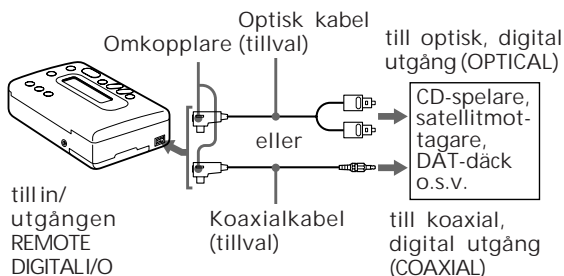 Optisk kabel
(tillval)
Omkopplare
till optisk, digital
utgång (OPTICAL)
CD-spelare,
satellitmot-
tagare,
DAT-däck
o.s.v.
eller
till in/
utgången
REMOTE
DIGITAL I/O
Koaxialkabel
(tillval)
till koaxial,
digital utgång
(COAXIAL)